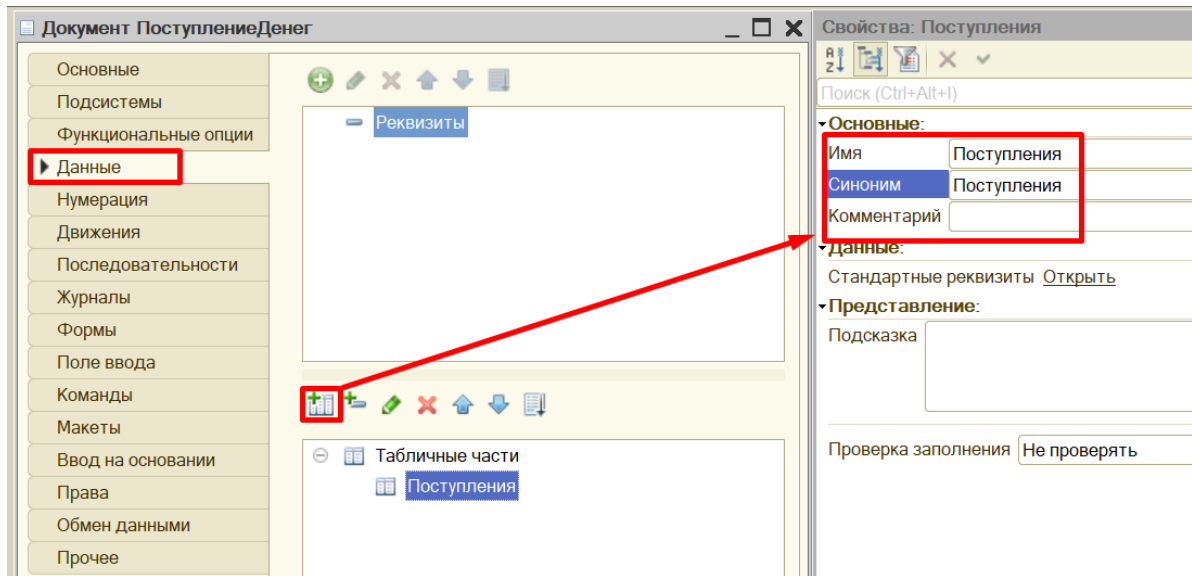 Документ ПоступлениеДенег
Основные
Подсистемы
Функциональные опции
Данные
Нумерация
Движения
Последовательности
Журналы
Формы
Поле ввода
Команды
Макеты
Ввод на основании
Права
Обмен данными
Прочее
Реквизиты
Табличные части
Поступления
Свойства: Поступления
Поиск (Ctrl+Alt+I)
Основные:
Имя Поступления
Синоним Поступления
Комментарий
Данные:
Стандартные реквизиты Открыть
Представление:
Подсказка
Проверка заполнения Не проверять